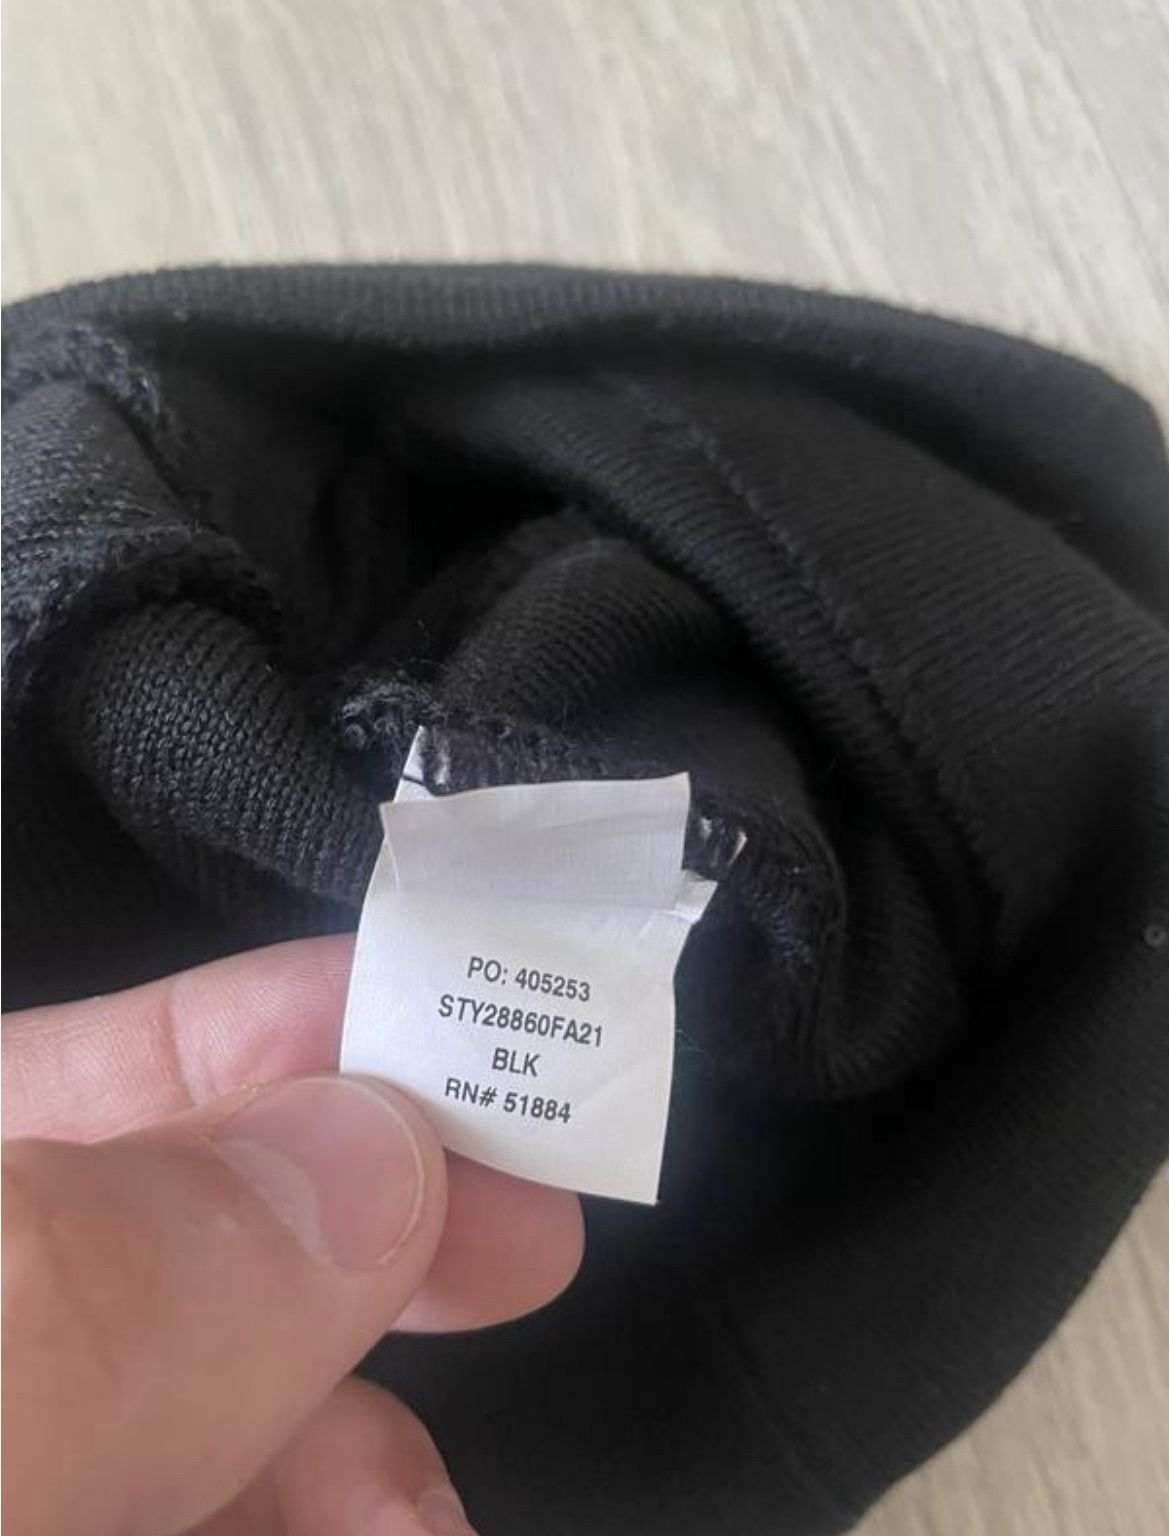 PO: 405253
STY28860FA21
BLK
RN# 51884